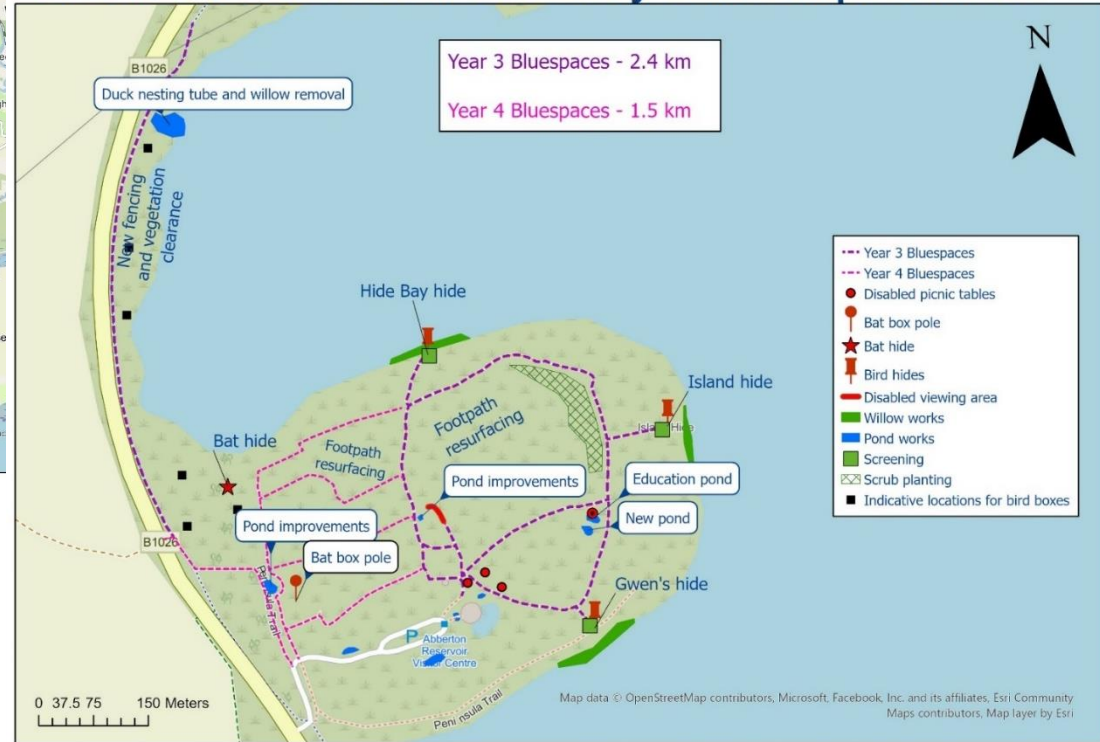 N
Year 3 Bluespaces - 2.4 km
Year 4 Bluespaces - 1.5 km
B1026
Duck nesting tube and willow removal
New fencing
and vegetation
clearance
Year 3 Bluespaces
Year 4 Bluespaces
Disabled picnic tables
Bat box pole
Bat hide
Bird hides
Disabled viewing area
Willow works
Pond works
Screening
Scrub planting
Indicative locations for bird boxes
Hide Bay hide
Island hide
Footpath
resurfacing
Footpath
resurfacing
Bat hide
Pond improvements
Education pond
New pond
Pond improvements
Bat box pole
B1026
Gwen's hide
P
Abberton
Reservoir
Visitor Centre
Peninsula Trail
0 37.5 75 150 Meters
Map data © OpenStreetMap contributors, Microsoft, Facebook, Inc. and its affiliates, Esri Community
Maps contributors, Map layer by Esri